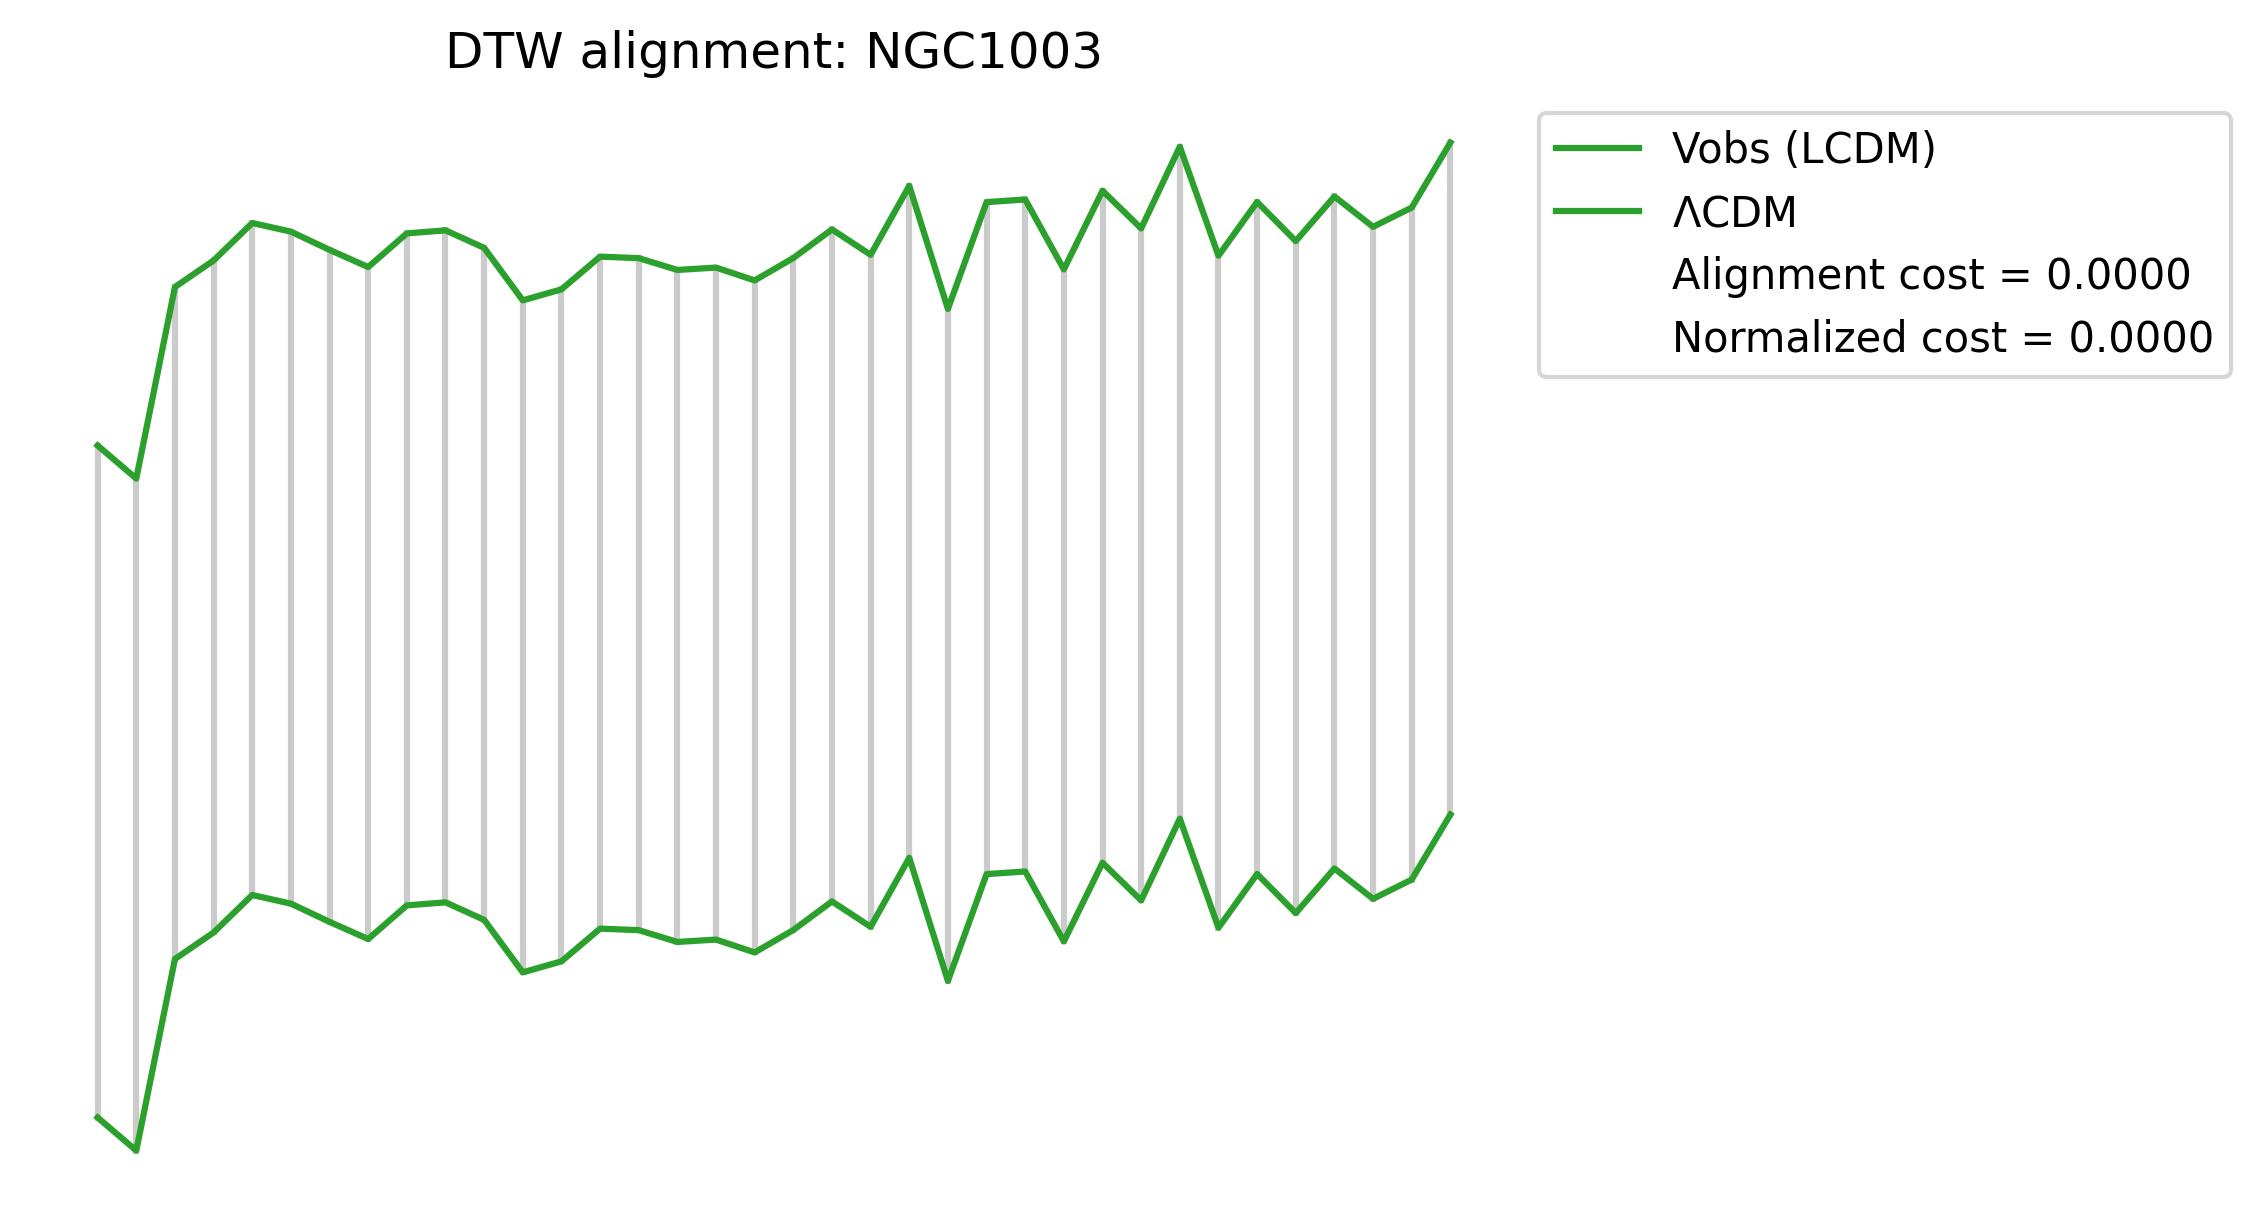 DTW alignment: NGC1003
Vobs (LCDM)
ΛCDM
Alignment cost = 0.0000
Normalized cost = 0.0000